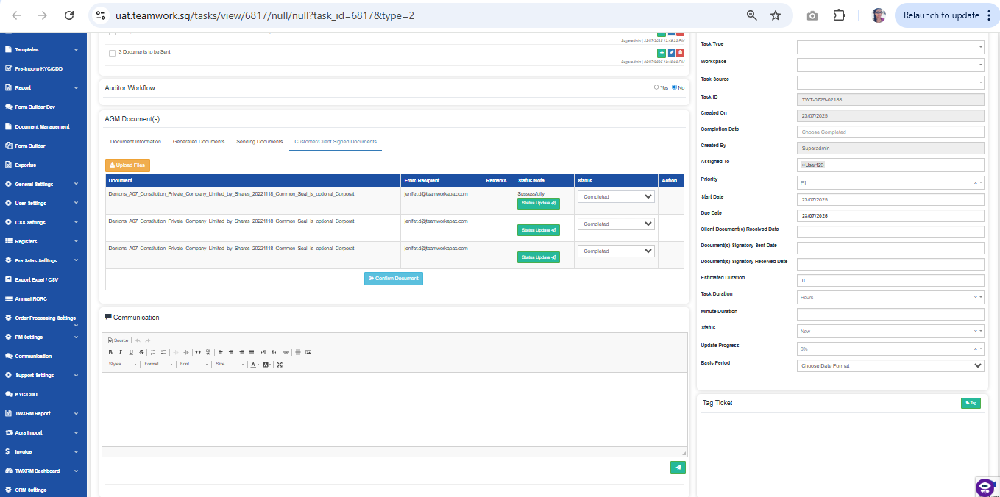 uat.teamwork.sg/tasks/view/6817/null/null?task_id=6817&type=2
Relaunch to update
Templates
Pre-Incorp KYC/CDD
Report
Form Builder Dev
Document Management
Form Builder
Exportus
General Settings
User Settings
CSS Settings
Registers
Pre Sales Settings
Export Excel / CSV
Annual RORC
Order Processing Settings
PM Settings
Communication
Support Settings
KYC/CDD
TWXRM Report
Acra Import
Invoice
TWXRM Dashboard
CRM Settings
Superadmin | 23/07/2025 12:48:23 PM
3 Documents to be Sent
Superadmin | 23/07/2025 12:48:23 PM
Auditor Workflow
Yes No
AGM Document(s)
Document Information Generated Documents Sending Documents Customer/Client Signed Documents
Upload Files
Document From Recipient Remarks Status Note Status Action
Dentons_A07_Constitution_Private_Company_Limited_by_Shares_20221118_Common_Seal_is_optional_Corporat jenifer.d@teamworkapac.com Sussessfully Completed
Status Update
Dentons_A07_Constitution_Private_Company_Limited_by_Shares_20221118_Common_Seal_is_optional_Corporat jenifer.d@teamworkapac.com Completed
Status Update
Dentons_A07_Constitution_Private_Company_Limited_by_Shares_20221118_Common_Seal_is_optional_Corporat jenifer.d@teamworkapac.com Completed
Status Update
Confirm Document
Communication
Source
B I U S
Styles Format Font Size A A
Task Type
Workspace
Task Source
Task ID TWT-0725-02188
Created On 23/07/2025
Completion Date Choose Completed
Created By Superadmin
Assigned To ×User123
Priority P1 ×
Start Date 23/07/2025
Due Date 23/07/2025
Client Document(s) Received Date
Document(s) Signatory Sent Date
Document(s) Signatory Received Date
Estimated Duration 0
Task Duration Hours ×
Minute Duration
Status New ×
Update Progress 0% ×
Basis Period Choose Date Format
Tag Ticket Tag